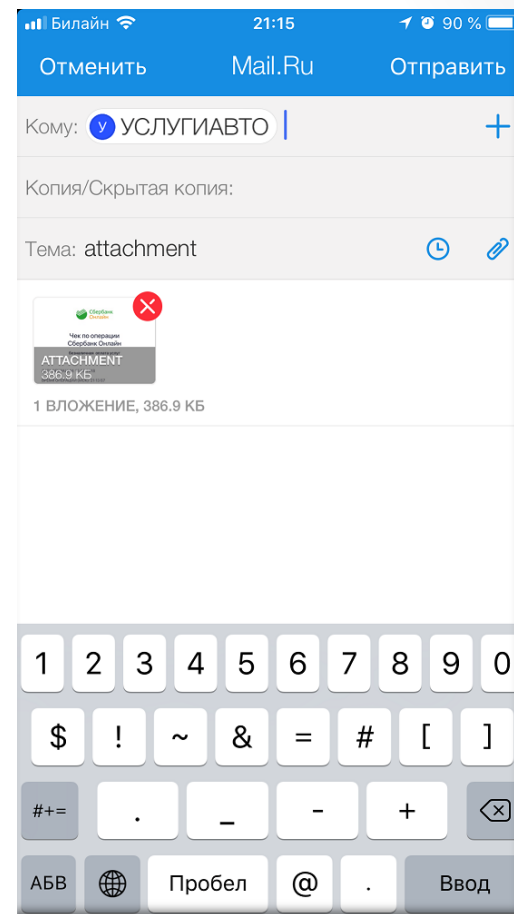 Билайн 21:15 90 %
Отменить Mail.Ru Отправить
Кому: У УСЛУГИАВТО
Копия/Скрытая копия:
Тема: attachment
Сбербанк
Онлайн
Чек по операции
Сбербанк Онлайн
ATTACHMENT
386.9 КБ
1 ВЛОЖЕНИЕ, 386.9 КБ
1 2 3 4 5 6 7 8 9 0
$ ! ~ & = # [ ]
#+= . _ - +
АБВ Пробел @ . Ввод